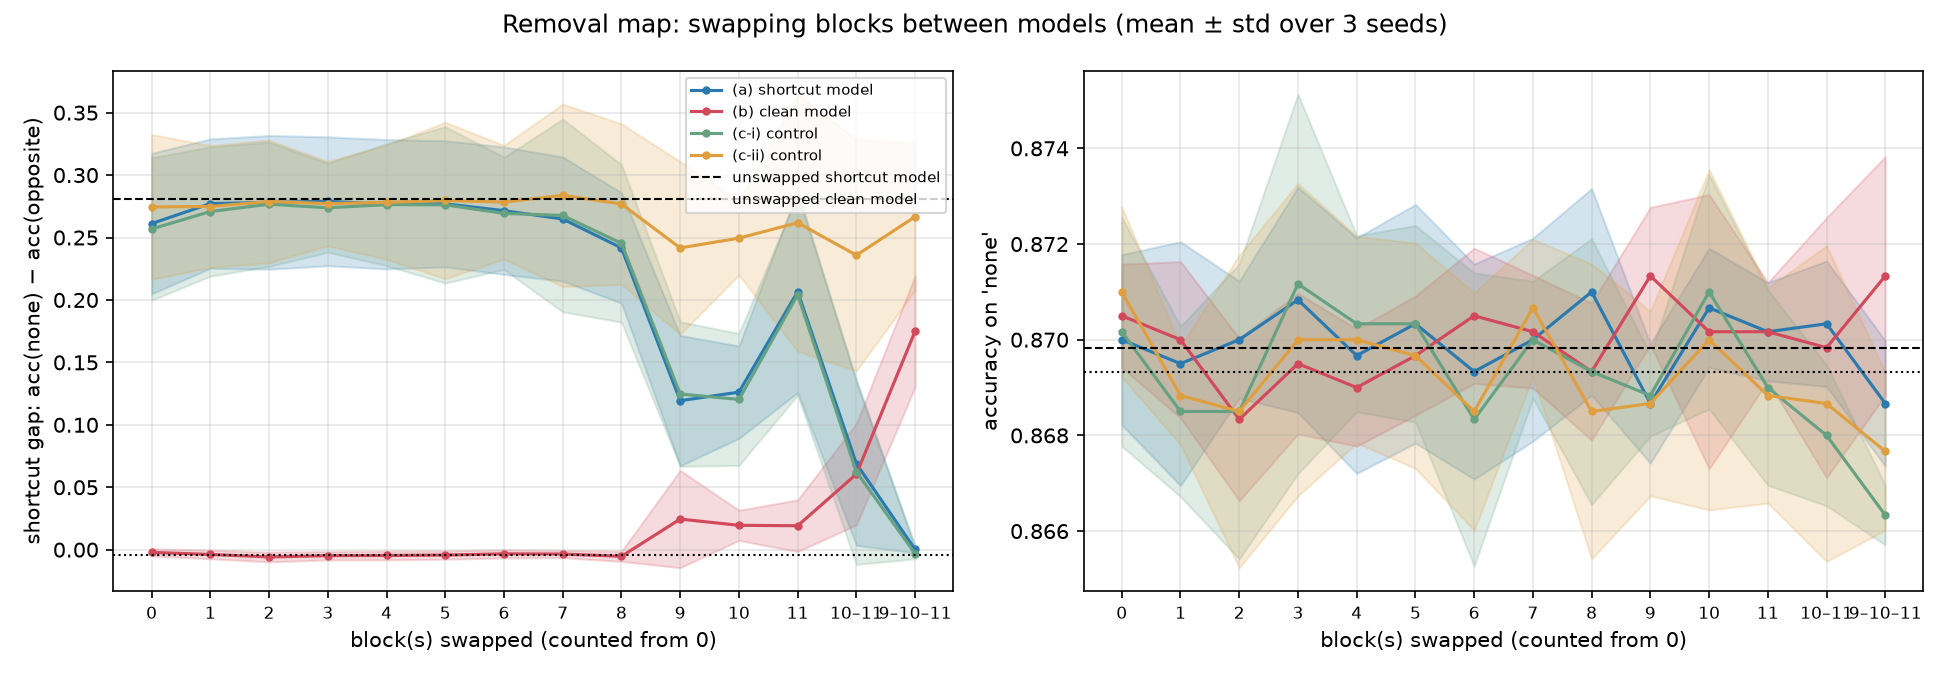 Removal map: swapping blocks between models (mean ± std over 3 seeds)
shortcut gap: acc(none) − acc(opposite)
0.35
0.30
0.25
0.20
0.15
0.10
0.05
0.00
(a) shortcut model
(b) clean model
(c-i) control
(c-ii) control
unswapped shortcut model
unswapped clean model
0 1 2 3 4 5 6 7 8 9 10 11 10–11 9–10–11
block(s) swapped (counted from 0)
accuracy on 'none'
0.874
0.872
0.870
0.868
0.866
0 1 2 3 4 5 6 7 8 9 10 11 10–11 9–10–11
block(s) swapped (counted from 0)